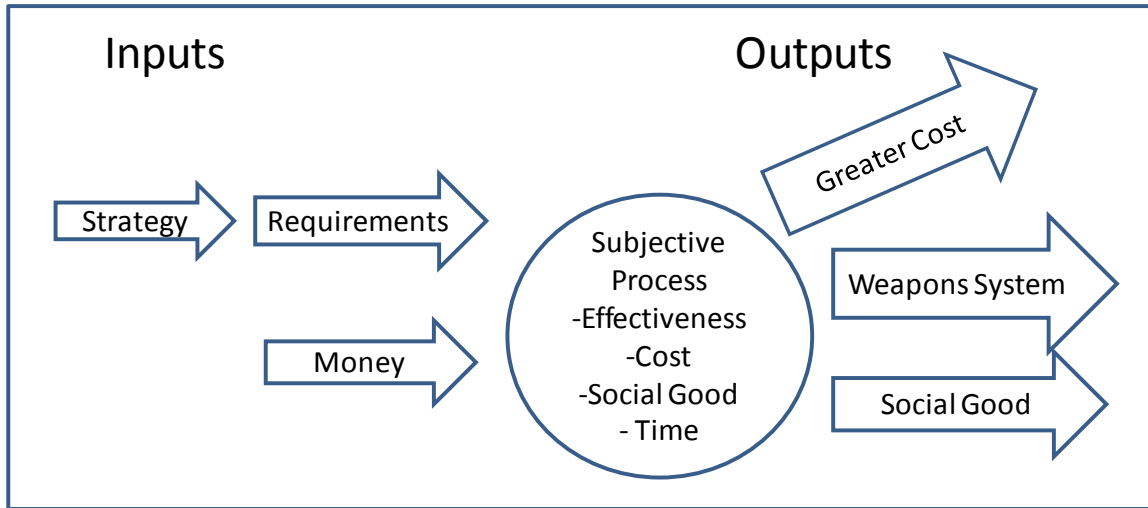 Inputs
Outputs
Greater Cost
Strategy
Requirements
Money
Subjective
Process
-Effectiveness
-Cost
-Social Good
- Time
Weapons System
Social Good